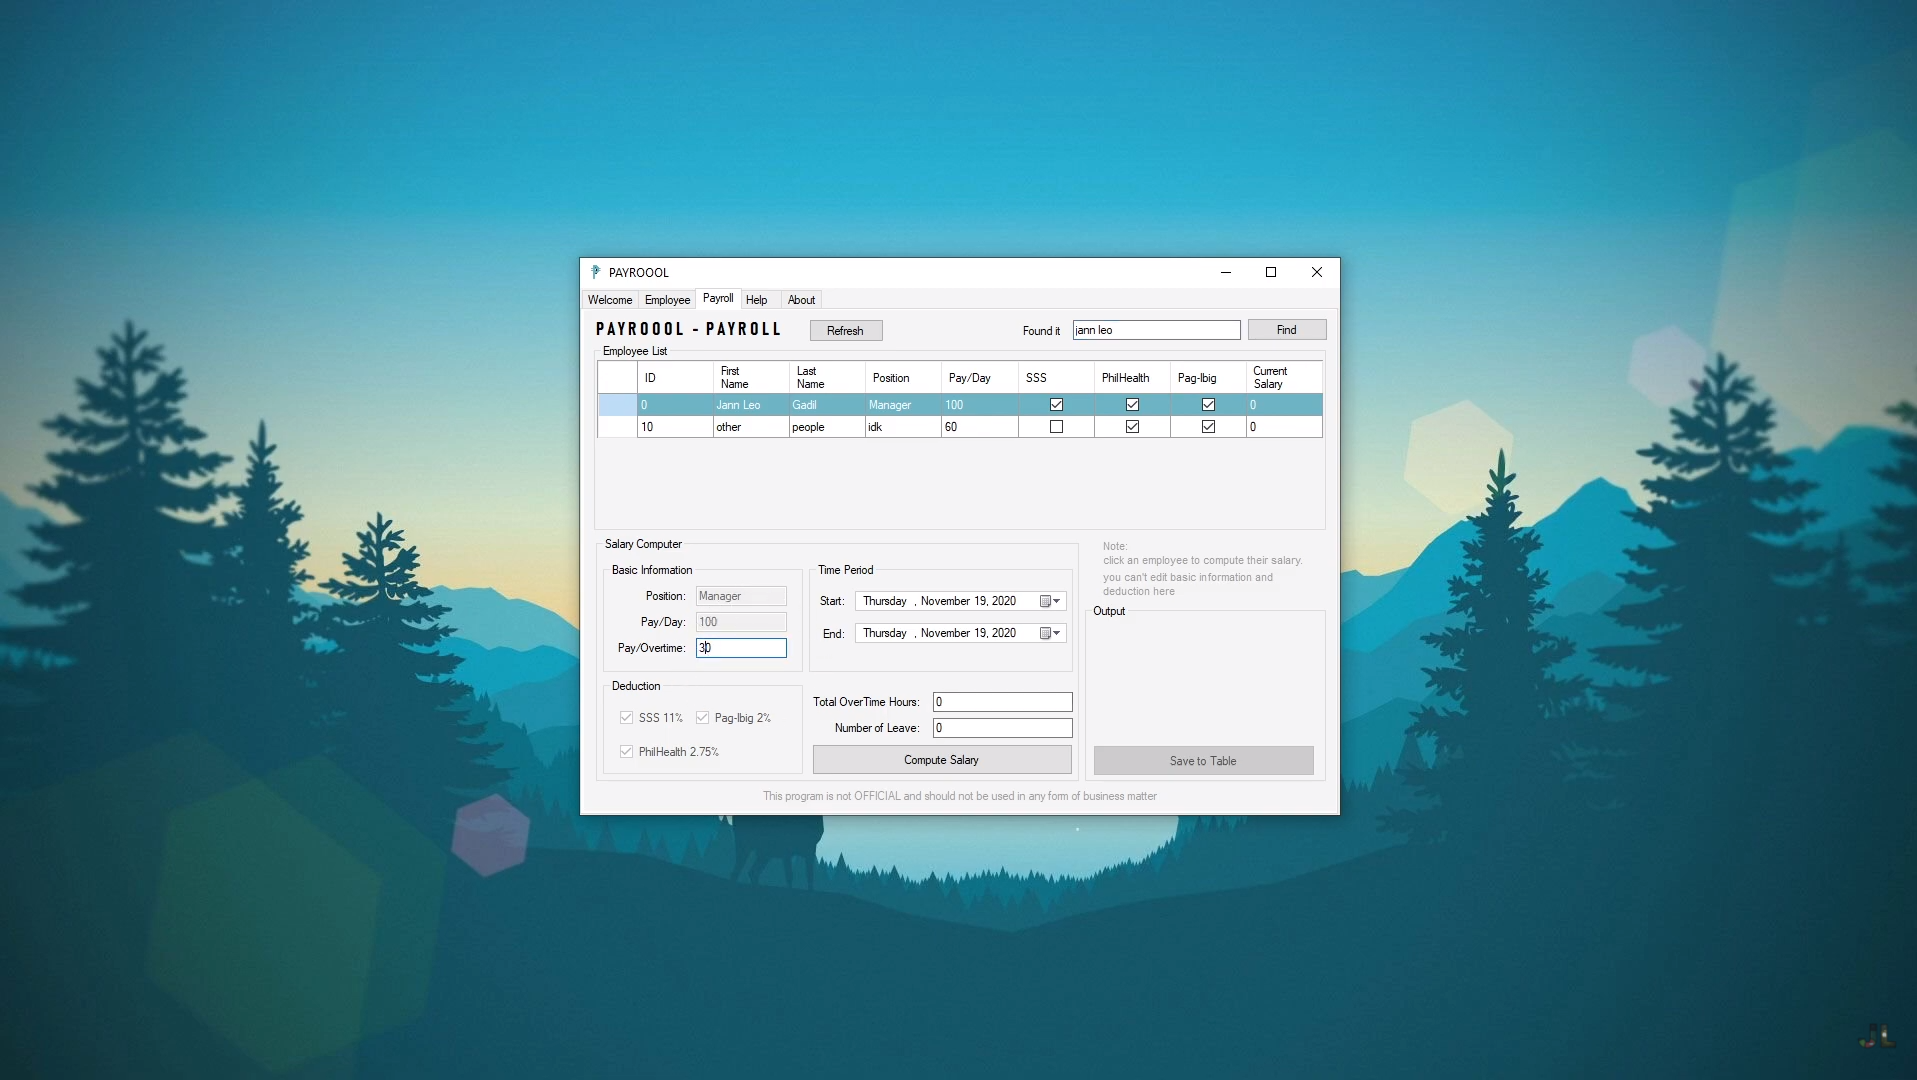 PAYROOOL
Welcome Employee Payroll Help About
PAYROOOL - PAYROLL Refresh Found it jann leo Find
Employee List
ID First Name Last Name Position Pay/Day SSS PhilHealth Pag-Ibig Current Salary
0 Jann Leo Gadil Manager 100 0
10 other people idk 60 0
Salary Computer
Basic Information
Position: Manager
Pay/Day: 100
Pay/Overtime: 30
Time Period
Start: Thursday , November 19, 2020
End: Thursday , November 19, 2020
Deduction
SSS 11% Pag-Ibig 2%
PhilHealth 2.75%
Total OverTime Hours: 0
Number of Leave: 0
Compute Salary
Note:
click an employee to compute their salary.
you can't edit basic information and
deduction here
Output
Save to Table
This program is not OFFICIAL and should not be used in any form of business matter
JL